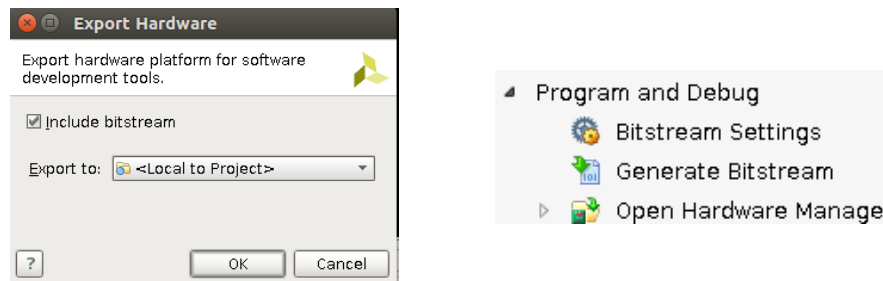 Export Hardware
Export hardware platform for software
development tools.
Include bitstream
Export to: <Local to Project>
? OK Cancel
Program and Debug
Bitstream Settings
Generate Bitstream
Open Hardware Manage